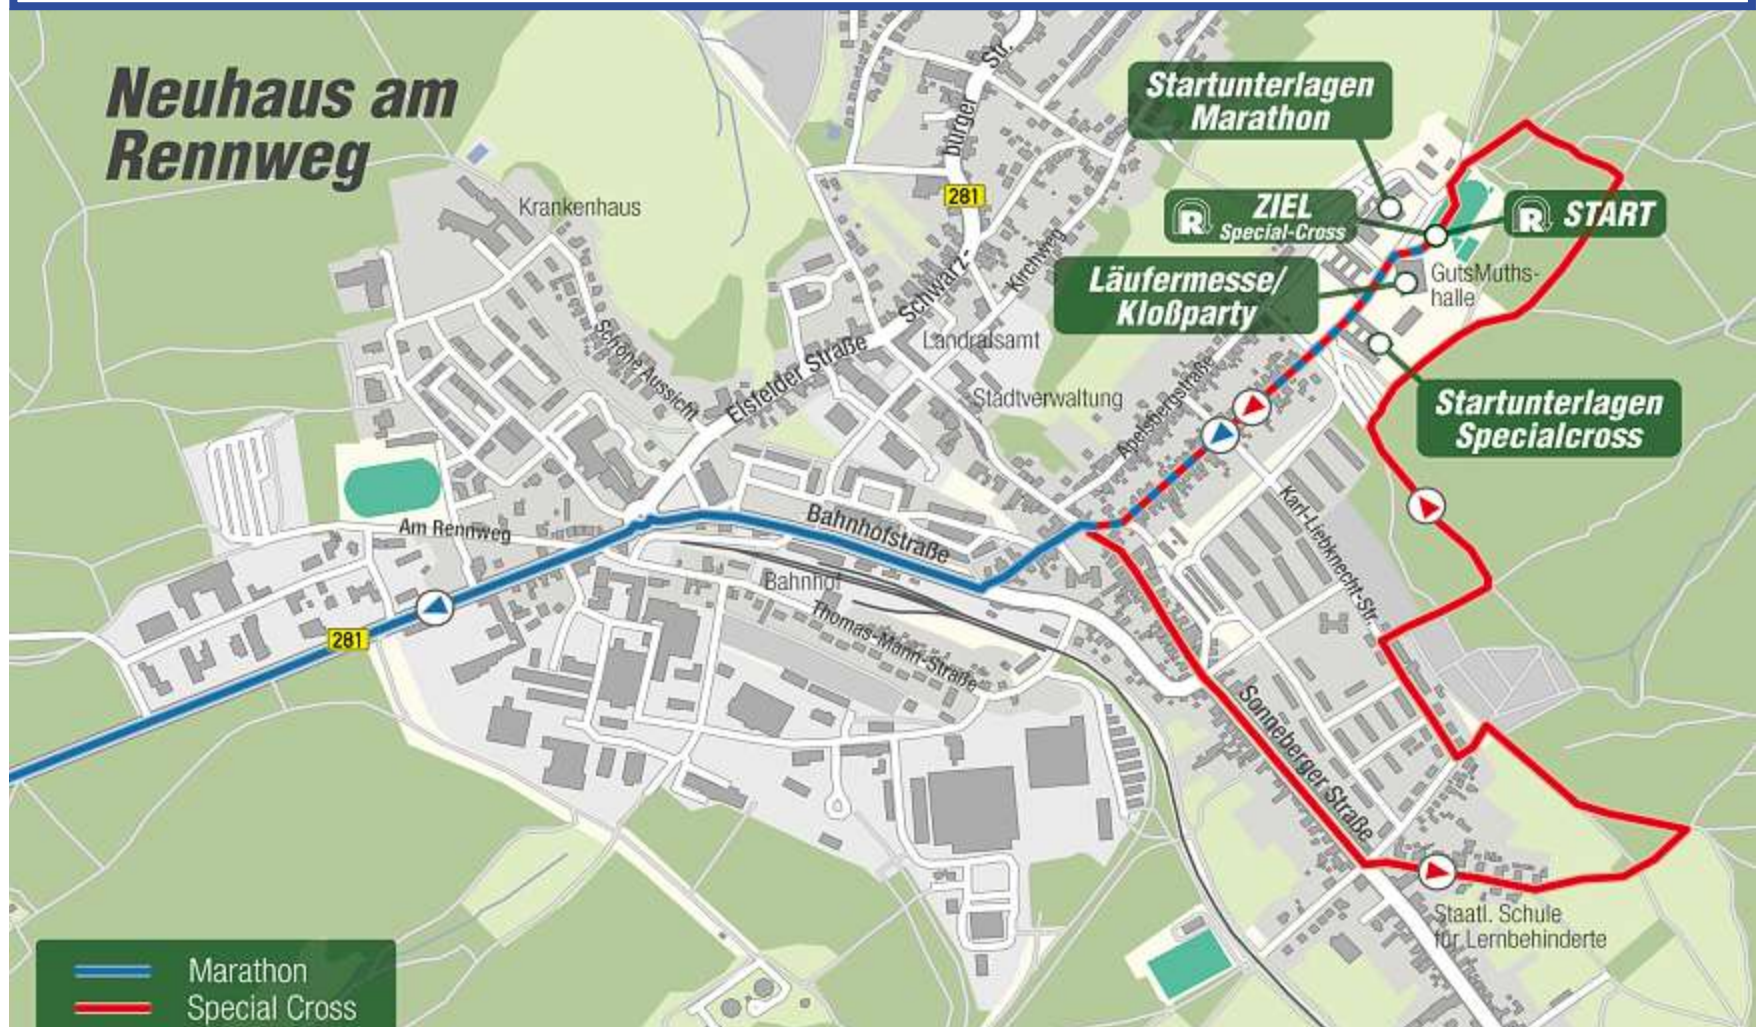 Neuhaus am
Rennweg
Krankenhaus
Schöne Aussicht
Eisfelder Straße
Schwarz-
burger
Str.
281
Kirchweg
Landratsamt
Stadtverwaltung
Apelsbergstraße
Startunterlagen
Marathon
ZIEL
Special-Cross
R
R START
Läufermesse/
Kloßparty
GutsMuths-
halle
Startunterlagen
Specialcross
Karl-Liebknecht-Str.
Am Rennweg
Bahnhofstraße
Bahnhof
Thomas-Mann-Straße
281
Sonneberger Straße
Staatl. Schule
für Lernbehinderte
Marathon
Special Cross